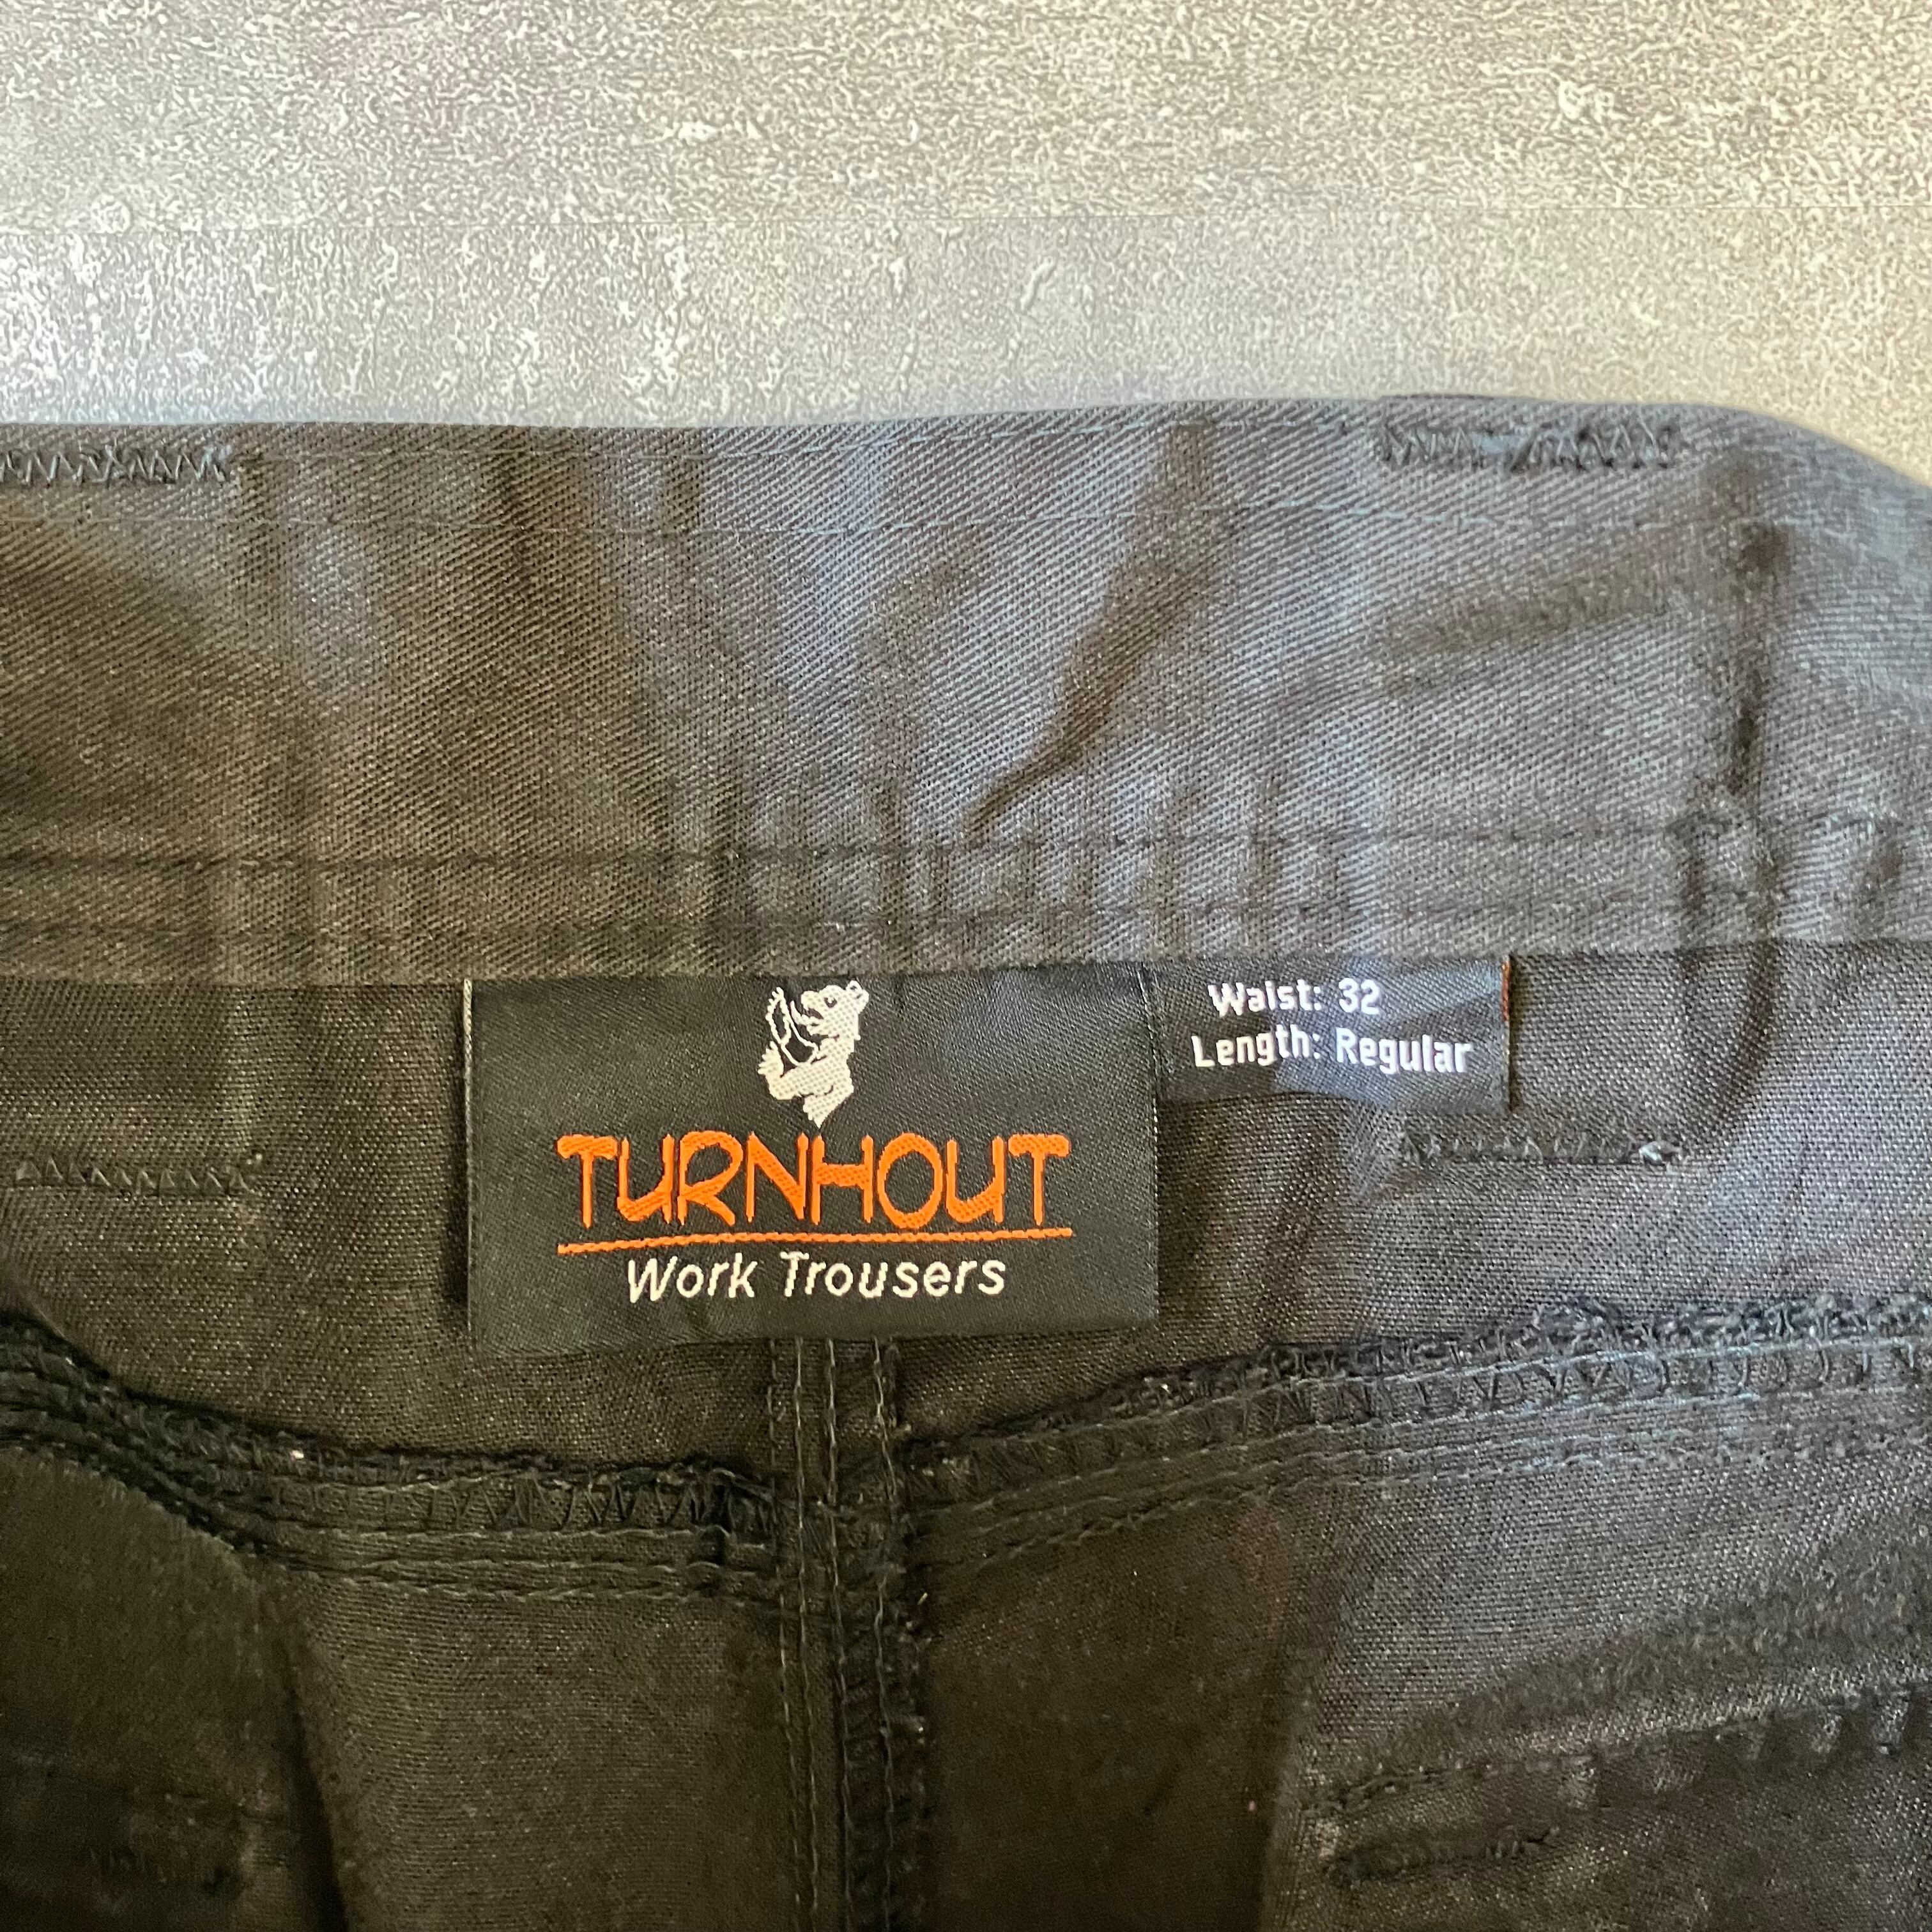 TURNHOUT
Work Trousers
Waist: 32
Length: Regular